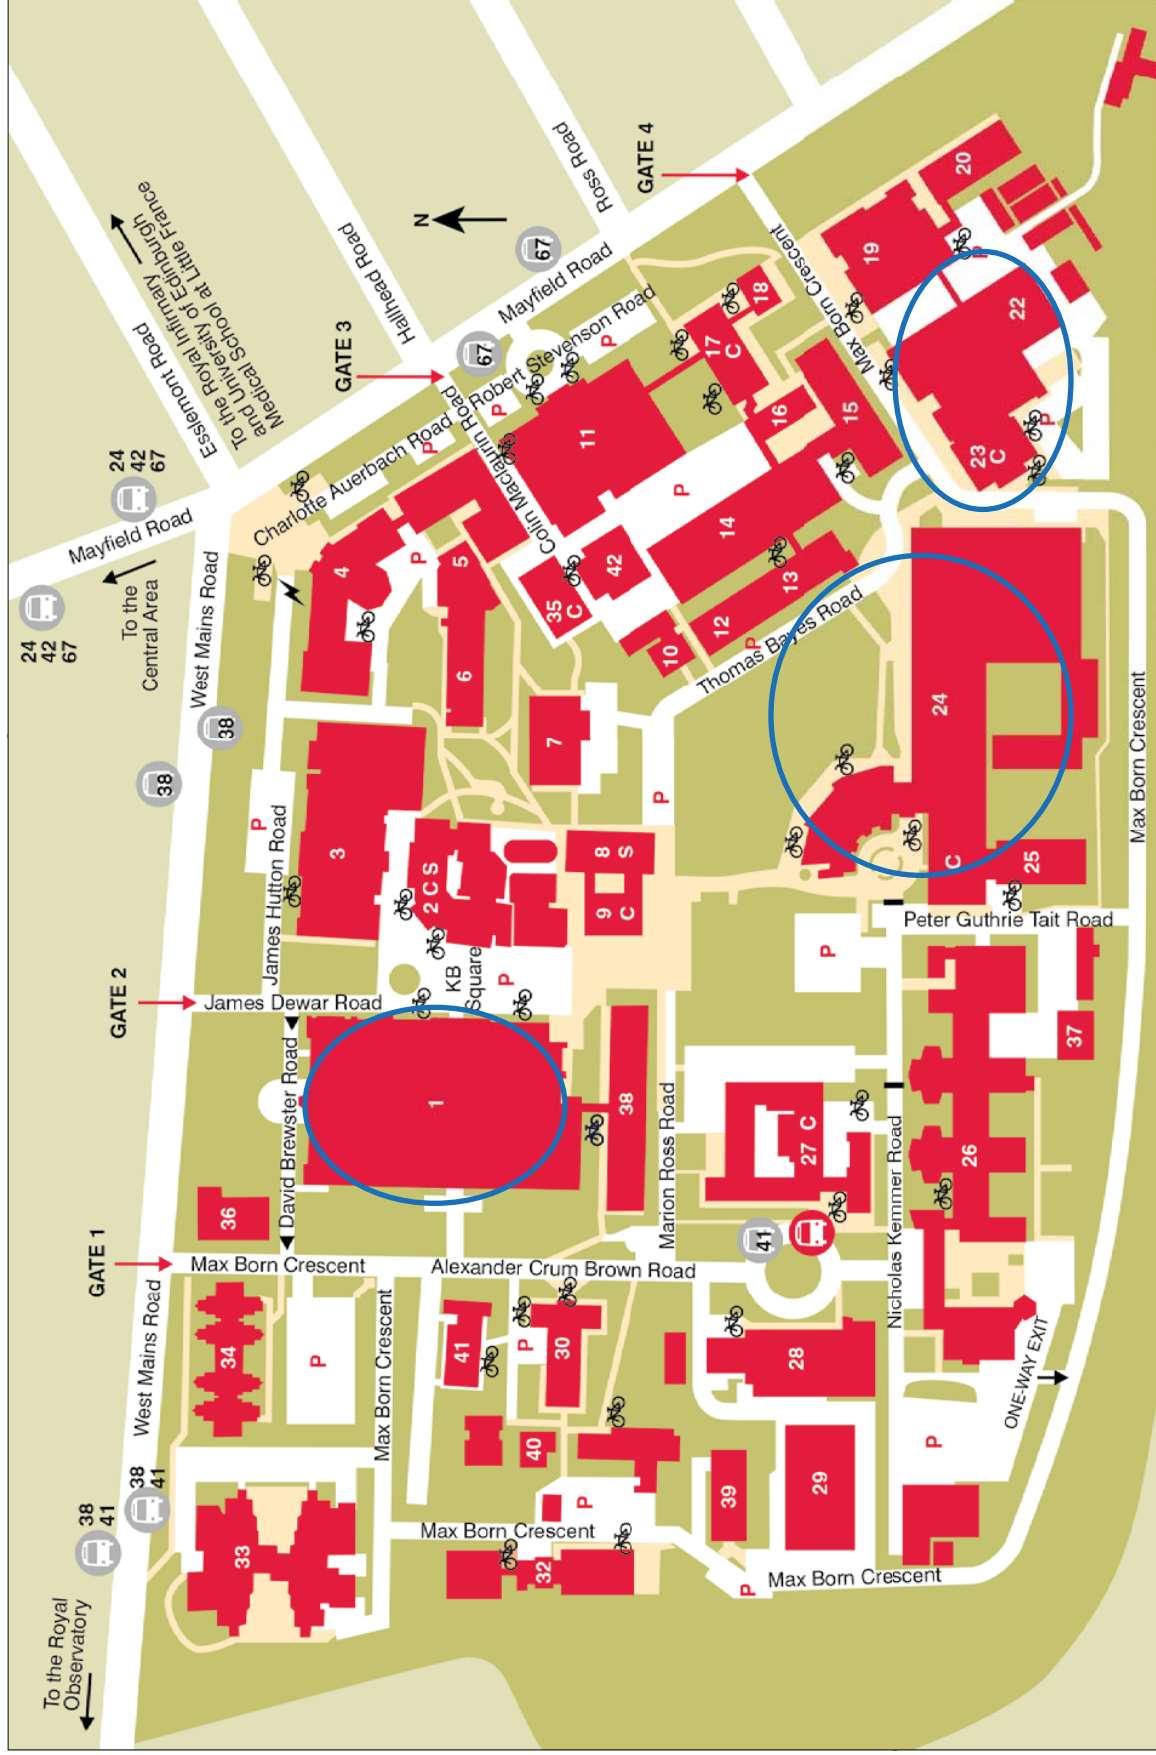 To the Royal
Observatory
38
41
38
41
West Mains Road
GATE 1
GATE 2
West Mains Road
38
38
24
42
67
To the
Central Area
Mayfield Road
24
42
67
Esslemont Road
To the Royal Infirmary
and University of Edinburgh
Medical School at Little France
GATE 3
Hallhead Road
N
67
67
Mayfield Road
Ross Road
GATE 4
33
34
P
Max Born Crescent
36
Max Born Crescent
David Brewster Road
James Dewar Road
James Hutton Road
P
3
4
P
Charlotte Auerbach Road
P
Colin Maclaurin Road
P
Robert Stevenson Road
P
1
KB
Square
P
2 C S
6
5
7
8
S
9
C
35
C
42
11
P
17
C
18
16
15
14
13
12
10
P
Thomas Bayes Road
P
Max Born Crescent
19
20
P
22
23
C
P
24
C
25
Max Born Crescent
Peter Guthrie Tait Road
P
38
Marion Ross Road
Alexander Crum Brown Road
41
P
30
40
P
Max Born Crescent
32
P
39
29
28
41
27 C
Nicholas Kemmer Road
26
37
ONE-WAY EXIT
P
Max Born Crescent